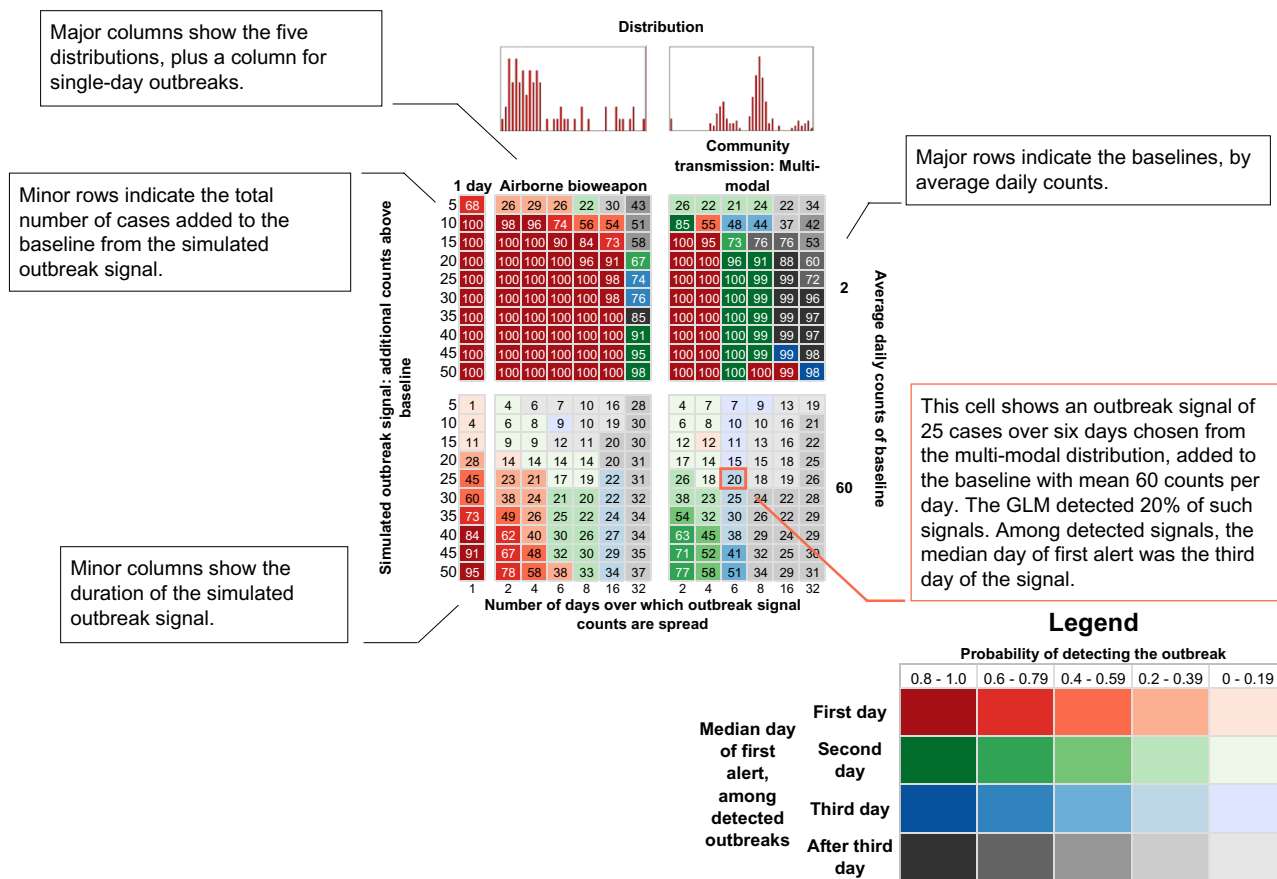 Major columns show the five
distributions, plus a column for
single-day outbreaks.
Minor rows indicate the total
number of cases added to the
baseline from the simulated
outbreak signal.
Minor columns show the
duration of the simulated
outbreak signal.
Distribution
Community
transmission: Multi-
modal
1 day Airborne bioweapon
Simulated outbreak signal: additional counts above
baseline
5 68 26 29 26 22 30 43 26 22 21 24 22 34
10 100 98 96 74 56 54 51 85 55 48 44 37 42
15 100 100 100 90 84 73 58 100 95 73 76 76 53
20 100 100 100 100 96 91 67 100 100 96 91 88 60
25 100 100 100 100 100 98 74 100 100 100 99 99 72
30 100 100 100 100 100 98 76 100 100 100 99 99 96
35 100 100 100 100 100 100 85 100 100 100 99 99 97
40 100 100 100 100 100 100 91 100 100 100 99 99 97
45 100 100 100 100 100 100 95 100 100 100 99 99 98
50 100 100 100 100 100 100 98 100 100 100 100 99 98
5 1 4 6 7 10 16 28 4 7 7 9 13 19
10 4 6 8 9 10 19 30 6 8 10 10 16 21
15 11 9 9 12 11 20 30 12 12 11 13 16 22
20 28 14 14 14 14 20 31 17 14 15 15 18 25
25 45 23 21 17 19 22 31 26 18 20 18 19 26
30 60 38 24 21 20 22 32 38 23 25 24 22 28
35 73 49 26 25 22 24 34 54 32 30 26 22 29
40 84 62 40 30 26 27 34 63 45 38 29 24 29
45 91 67 48 32 30 29 35 71 52 41 32 25 30
50 95 78 58 38 33 34 37 77 58 51 34 29 31
1 2 4 6 8 16 32 2 4 6 8 16 32
Number of days over which outbreak signal
counts are spread
2
60
Average daily counts of baseline
Major rows indicate the baselines, by
average daily counts.
This cell shows an outbreak signal of
25 cases over six days chosen from
the multi-modal distribution, added to
the baseline with mean 60 counts per
day. The GLM detected 20% of such
signals. Among detected signals, the
median day of first alert was the third
day of the signal.
Legend
Probability of detecting the outbreak
0.8 - 1.0 0.6 - 0.79 0.4 - 0.59 0.2 - 0.39 0 - 0.19
Median day
of first
alert,
among
detected
outbreaks
First day
Second
day
Third day
After third
day